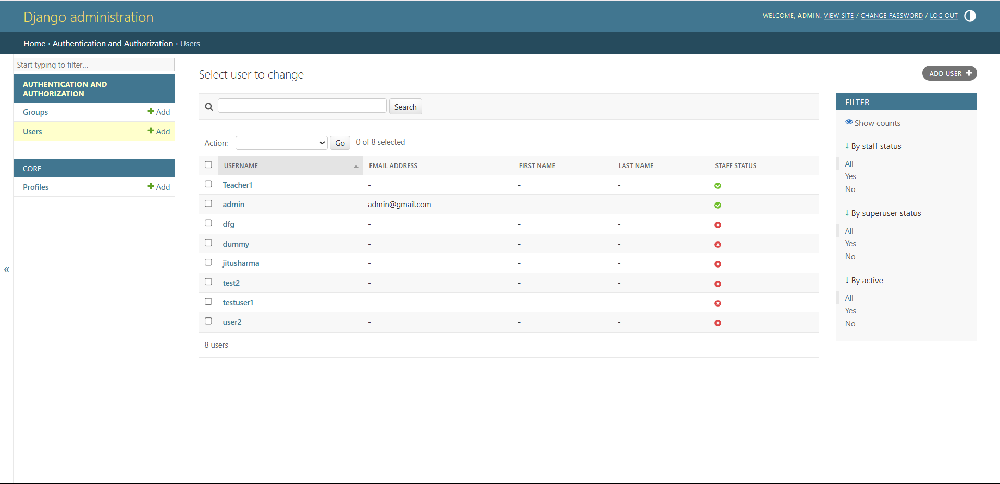 Django administration
WELCOME, ADMIN. VIEW SITE / CHANGE PASSWORD / LOG OUT
Home › Authentication and Authorization › Users
Start typing to filter...
AUTHENTICATION AND
AUTHORIZATION
Groups + Add
Users + Add
CORE
Profiles + Add
«
Select user to change
ADD USER +
Search
Action: --------- Go 0 of 8 selected
USERNAME EMAIL ADDRESS FIRST NAME LAST NAME STAFF STATUS
Teacher1 - - -
admin admin@gmail.com - -
dfg - - -
dummy - - -
jitusharma - - -
test2 - - -
testuser1 - - -
user2 - - -
8 users
FILTER
Show counts
↓ By staff status
All
Yes
No
↓ By superuser status
All
Yes
No
↓ By active
All
Yes
No